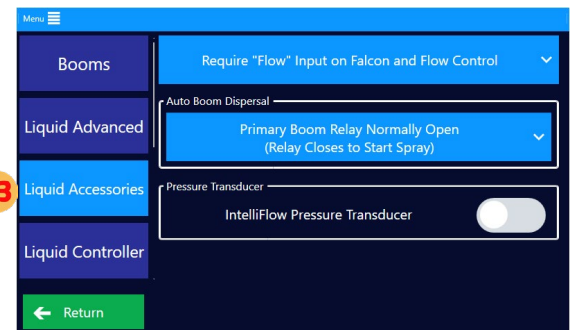 Menu
Booms
Liquid Advanced
3
Liquid Accessories
Liquid Controller
Return
Require "Flow" Input on Falcon and Flow Control
Auto Boom Dispersal
Primary Boom Relay Normally Open
(Relay Closes to Start Spray)
Pressure Transducer
IntelliFlow Pressure Transducer